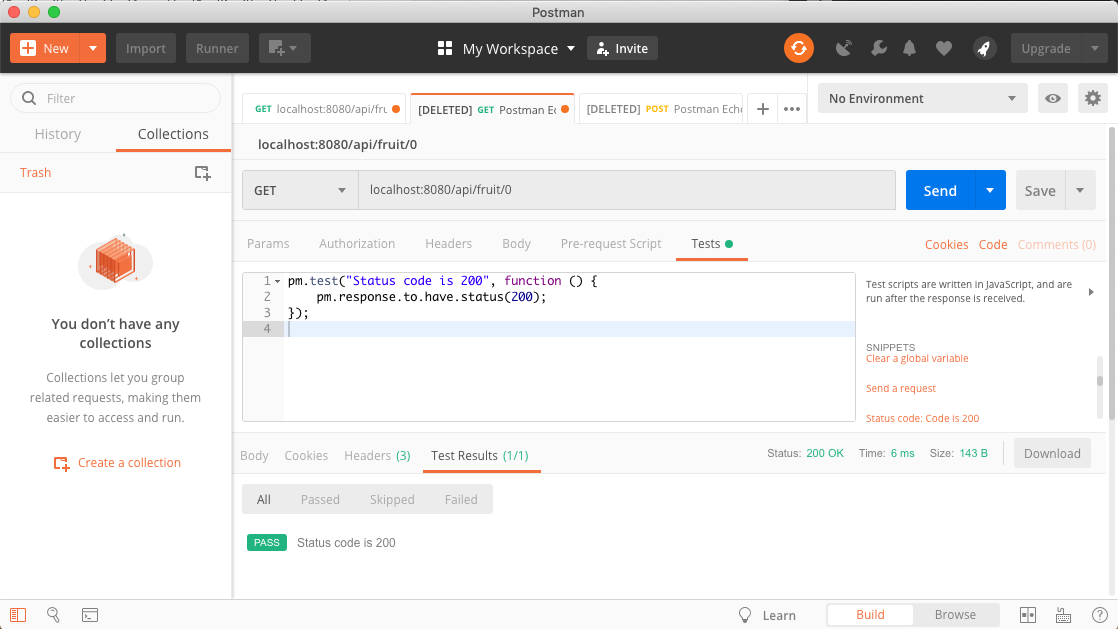 Postman
New
Import
Runner
My Workspace
Invite
Upgrade
Filter
History
Collections
Trash
You don’t have any
collections
Collections let you group
related requests, making them
easier to access and run.
Create a collection
GET localhost:8080/api/fru
[DELETED] GET Postman Ec
[DELETED] POST Postman Echo
No Environment
localhost:8080/api/fruit/0
GET
localhost:8080/api/fruit/0
Send
Save
Params
Authorization
Headers
Body
Pre-request Script
Tests
Cookies
Code
Comments (0)
1 pm.test("Status code is 200", function () {
2 pm.response.to.have.status(200);
3 });
4
Test scripts are written in JavaScript, and are
run after the response is received.
SNIPPETS
Clear a global variable
Send a request
Status code: Code is 200
Body
Cookies
Headers (3)
Test Results (1/1)
Status: 200 OK
Time: 6 ms
Size: 143 B
Download
All
Passed
Skipped
Failed
PASS Status code is 200
Learn
Build
Browse